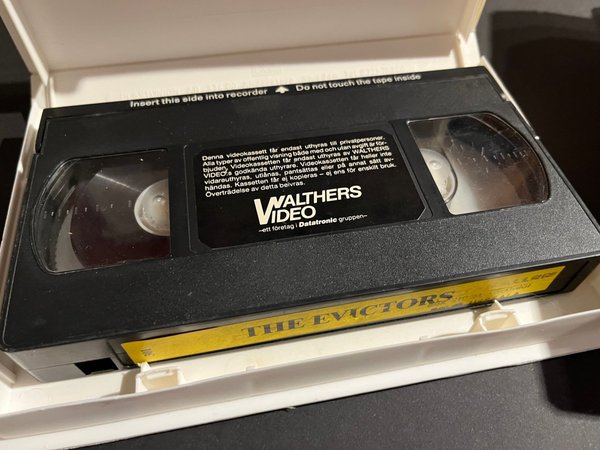 Insert this side into recorder ▲ Do not touch the tape inside
Denna videokassett får endast uthyras till privatpersoner.
Alla typer av offentlig visning både med och utan avgift är för-
bjuden. Videokassetten får endast uthyras av WALTHERS
VIDEO:s godkända uthyrare. Videokassetten får heller inte
vidareuthyras, utlånas, pantsättas eller på annat sätt av-
händas. Kassetten får ej kopieras – ej ens för enskilt bruk.
Överträdelse av detta beivras.
WALTHERS
VIDEO
–ett företag i Datatronic gruppen–
THE EVICTORS